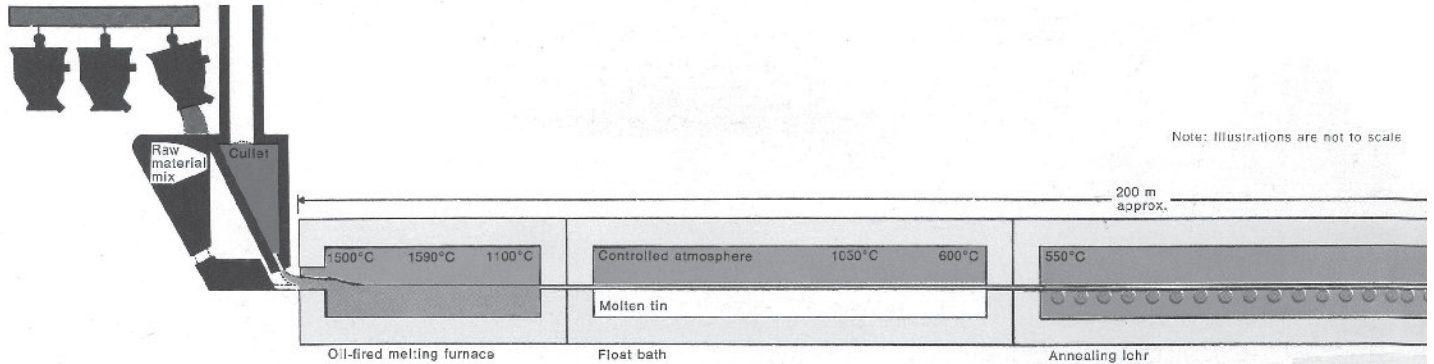 Raw
material
mix
Cullet
Note: Illustrations are not to scale
200 m
approx.
1500°C 1590°C 1100°C
Controlled atmosphere 1030°C 600°C
550°C
Molten tin
Oil-fired melting furnace
Float bath
Annealing lehr